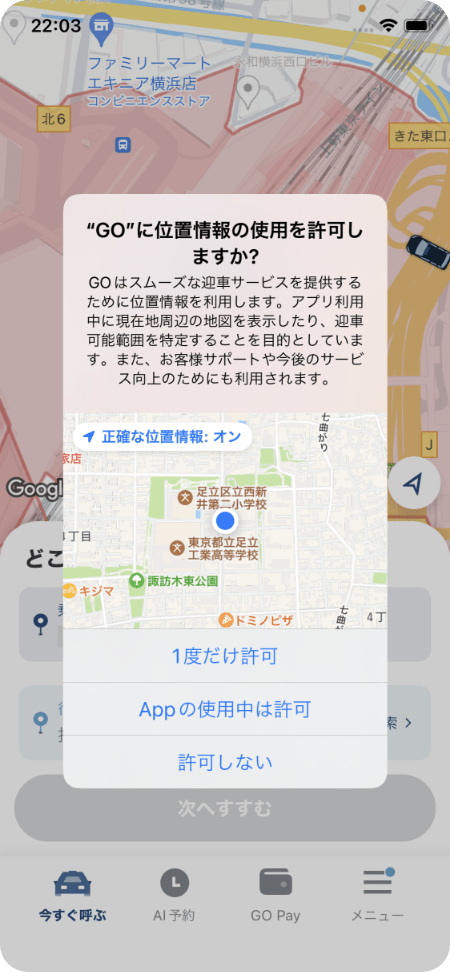 22:03
ファミリーマート
エキニア横浜店
コンビニエンスストア
永和横浜西口ビル
北6
きた東口
“GO”に位置情報の使用を許可し
ますか?
GOはスムーズな迎車サービスを提供する
ために位置情報を利用します。アプリ利用
中に現在地周辺の地図を表示したり、迎車
可能範囲を特定することを目的としていま
す。また、お客様サポートや今後のサービ
ス向上のためにも利用されます。
正確な位置情報: オン
七曲がり
家店
J
足立区立西新
井第二小学校
Googl
4丁目
東京都立足立
工業高等学校
どこ
諏訪木東公園
キジマ
ドミノピザ
七曲
4丁
1度だけ許可
Appの使用中は許可
索
許可しない
次へすすむ
今すぐ呼ぶ
AI予約
GO Pay
メニュー